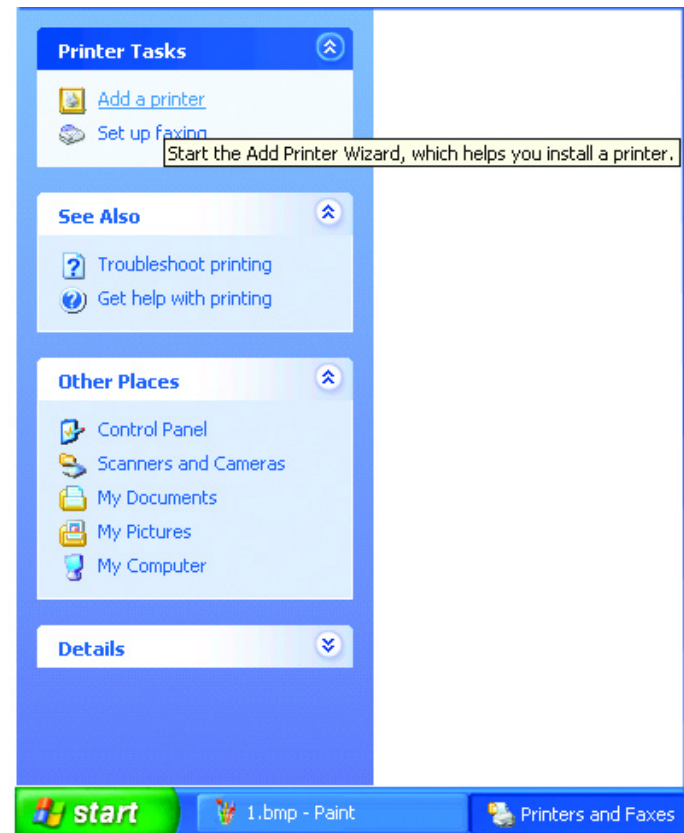 Printer Tasks
Add a printer
Set up faxing
Start the Add Printer Wizard, which helps you install a printer.
See Also
Troubleshoot printing
Get help with printing
Other Places
Control Panel
Scanners and Cameras
My Documents
My Pictures
My Computer
Details
start
1.bmp - Paint
Printers and Faxes